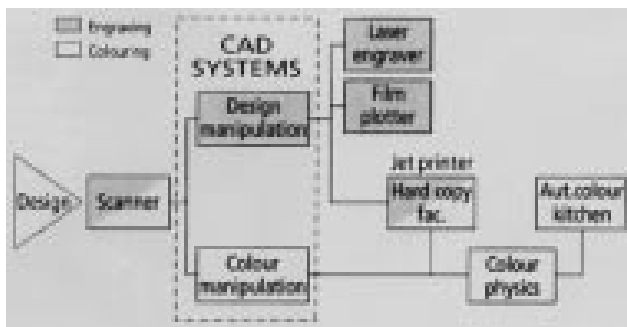 Engraving
Colouring
CAD
SYSTEMS
Laser
engraver
Design
manipulation
Film
plotter
Jet printer
Design
Scanner
Hard copy
fac.
Aut.colour
kitchen
Colour
manipulation
Colour
physics